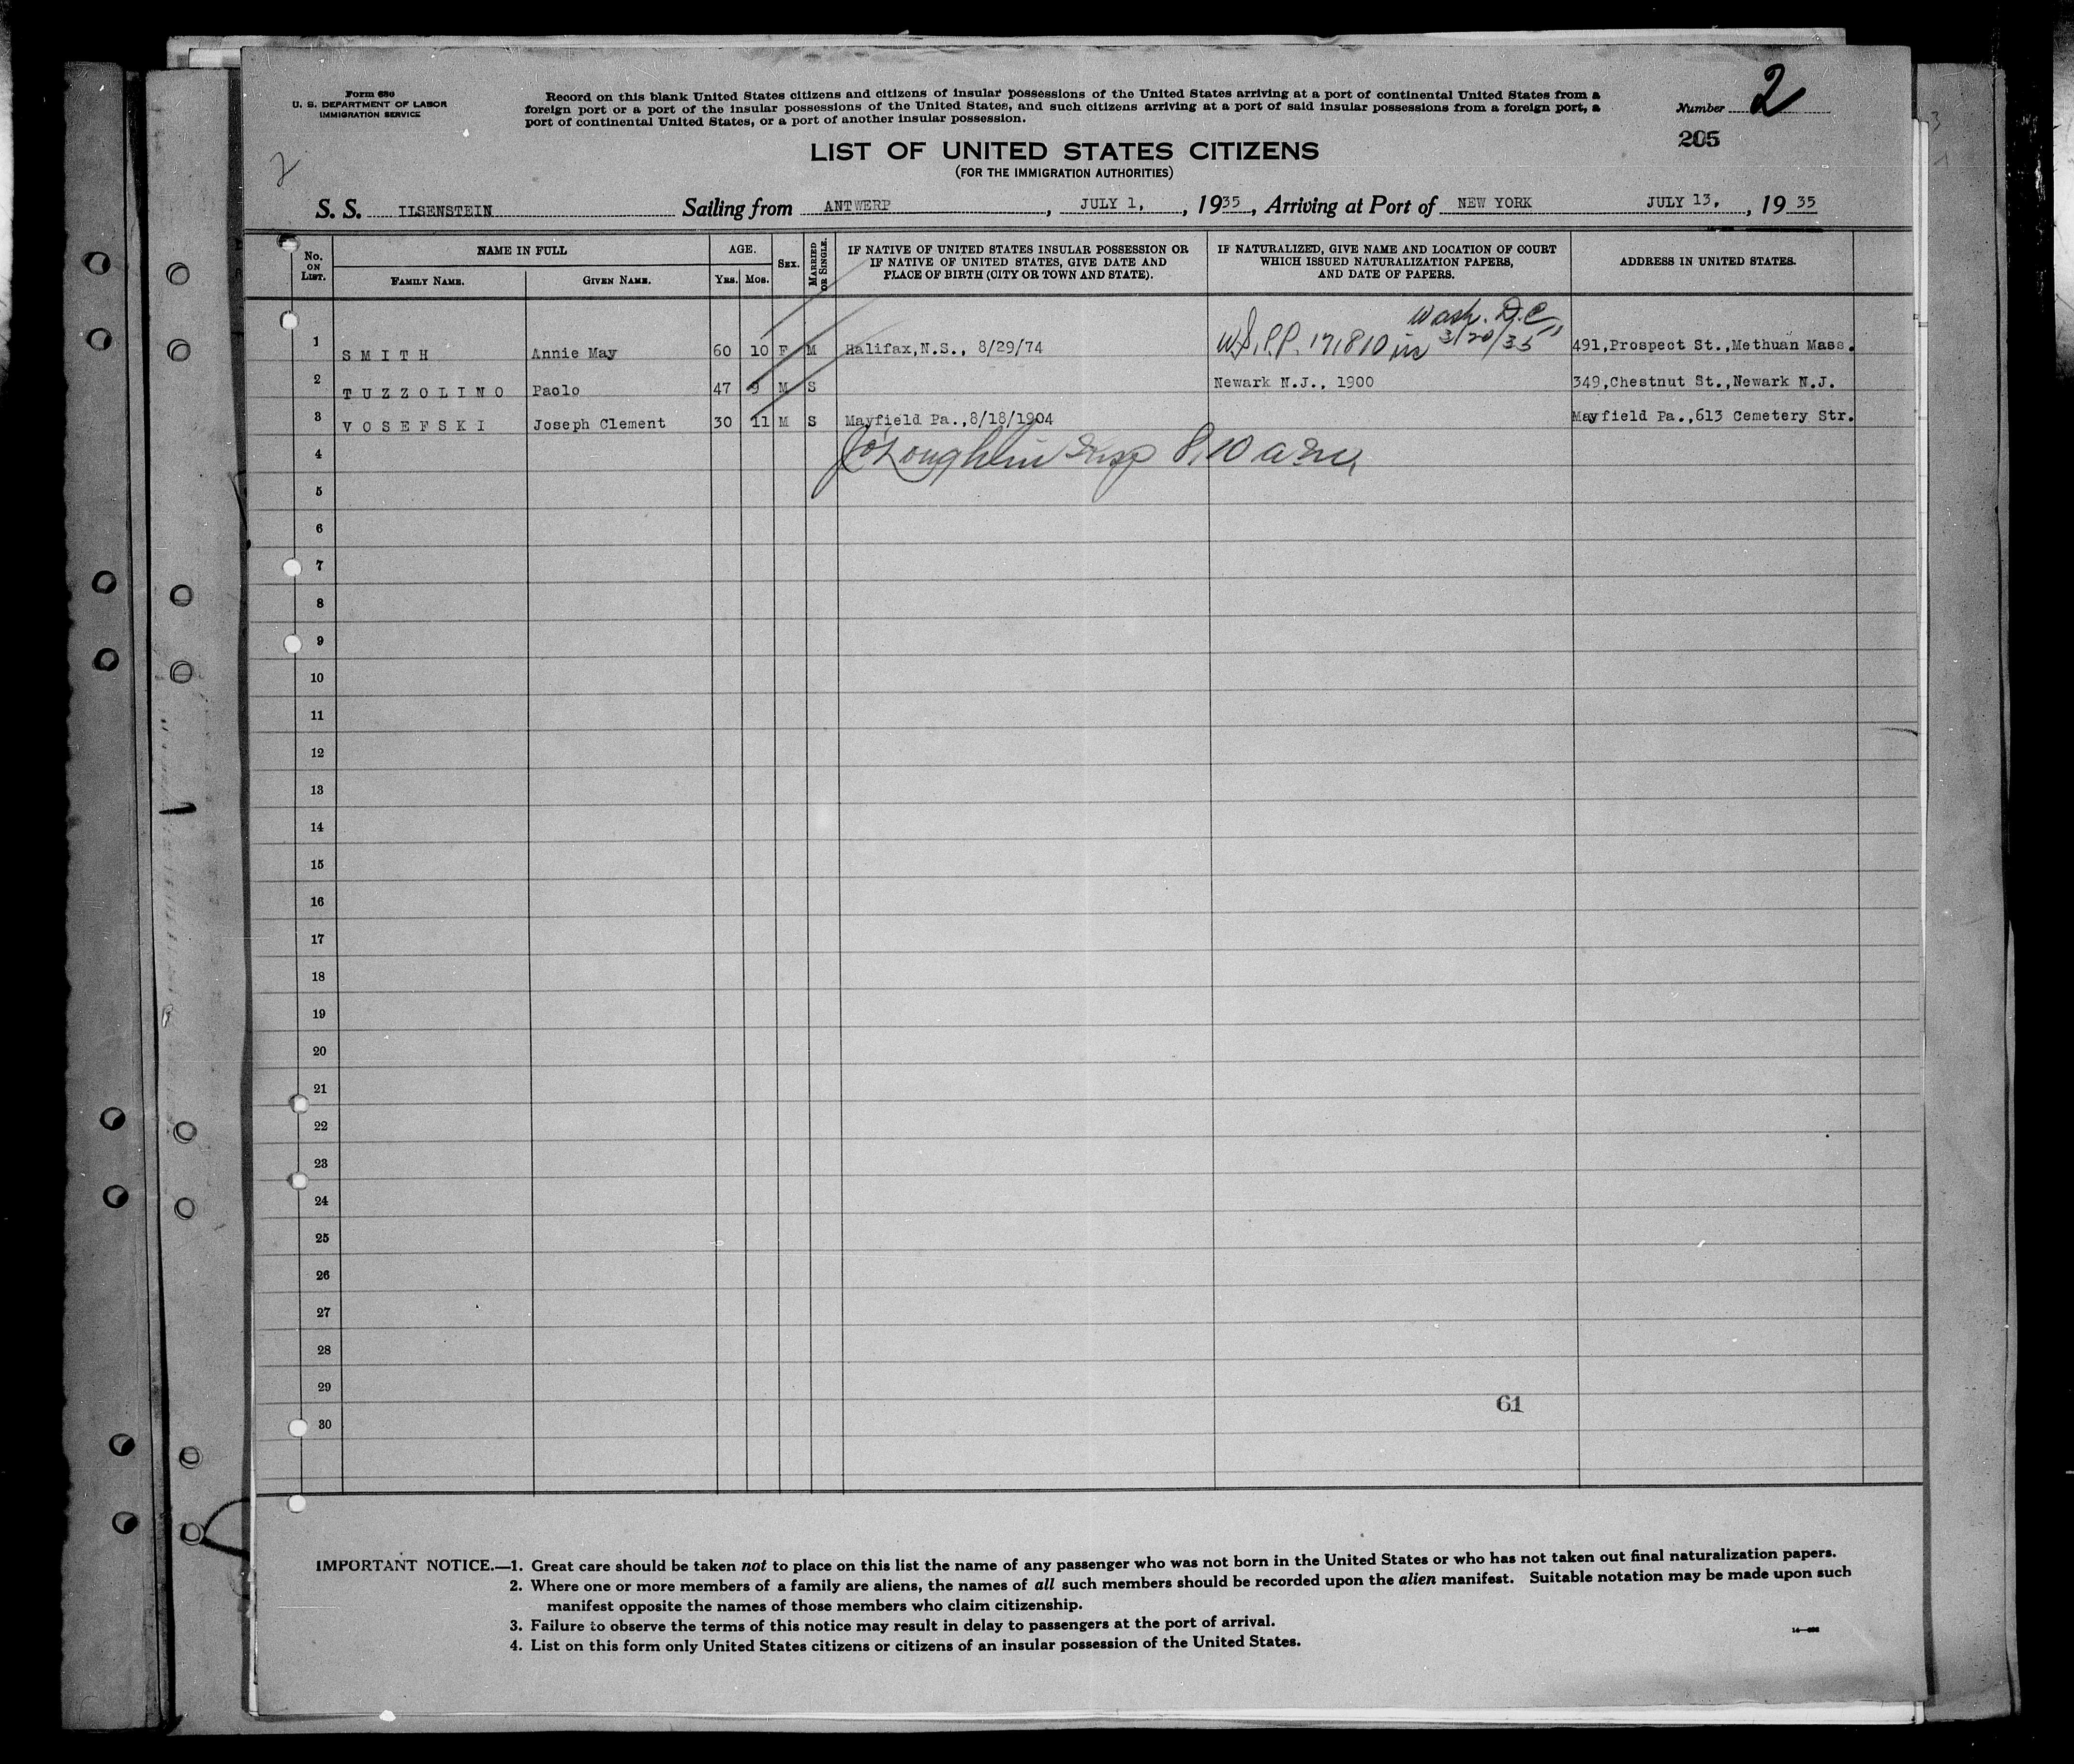 Form 630
U. S. DEPARTMENT OF LABOR
IMMIGRATION SERVICE
Record on this blank United States citizens and citizens of insular possessions of the United States arriving at a port of continental United States from a
foreign port or a port of the insular possessions of the United States, and such citizens arriving at a port of said insular possessions from a foreign port, a
port of continental United States, or a port of another insular possession.
Number 2
205
2
LIST OF UNITED STATES CITIZENS
(FOR THE IMMIGRATION AUTHORITIES)
S. S. ILSENSTEIN Sailing from ANTWERP, JULY 1, , 1935, Arriving at Port of NEW YORK JULY 13, , 19 35
No. ON LIST. NAME IN FULL FAMILY NAME. GIVEN NAME. AGE. YRS. MOS. SEX. MARRIED OR SINGLE. IF NATIVE OF UNITED STATES INSULAR POSSESSION OR IF NATIVE OF UNITED STATES, GIVE DATE AND PLACE OF BIRTH (CITY OR TOWN AND STATE). IF NATURALIZED, GIVE NAME AND LOCATION OF COURT WHICH ISSUED NATURALIZATION PAPERS, AND DATE OF PAPERS. ADDRESS IN UNITED STATES.
Wash. D.C.
1 SMITH Annie May 60 10 F M Halifax,N.S., 8/29/74 U.S.P.P. 171810 iss 3/20/35 491,Prospect St.,Methuan Mass.
2 TUZZOLINO Paolo 47 9 M S Newark N.J., 1900 349,Chestnut St.,Newark N.J.
3 VOSEFSKI Joseph Clement 30 11 M S Mayfield Pa.,8/18/1904 Mayfield Pa.,613 Cemetery Str.
4 O'Loughlin Insp 8,10 a.m.
5
6
7
8
9
10
11
12
13
14
15
16
17
18
19
20
21
22
23
24
25
26
27
28
29
61
30
IMPORTANT NOTICE.—1. Great care should be taken not to place on this list the name of any passenger who was not born in the United States or who has not taken out final naturalization papers.
2. Where one or more members of a family are aliens, the names of all such members should be recorded upon the alien manifest. Suitable notation may be made upon such
manifest opposite the names of those members who claim citizenship.
3. Failure to observe the terms of this notice may result in delay to passengers at the port of arrival.
4. List on this form only United States citizens or citizens of an insular possession of the United States.